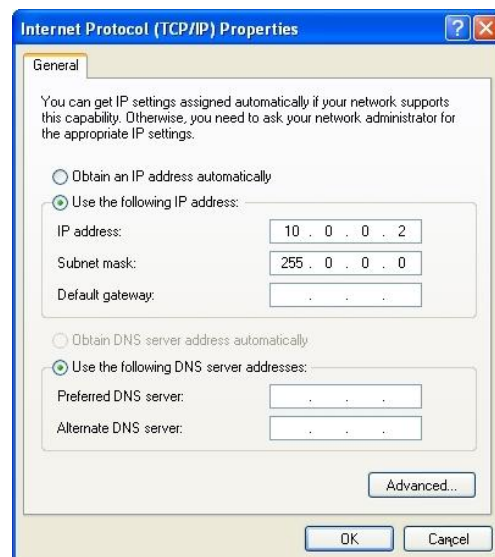 Internet Protocol (TCP/IP) Properties
General
You can get IP settings assigned automatically if your network supports
this capability. Otherwise, you need to ask your network administrator for
the appropriate IP settings.
Obtain an IP address automatically
Use the following IP address:
IP address: 10 . 0 . 0 . 2
Subnet mask: 255 . 0 . 0 . 0
Default gateway: . . .
Obtain DNS server address automatically
Use the following DNS server addresses:
Preferred DNS server: . . .
Alternate DNS server: . . .
Advanced...
OK Cancel